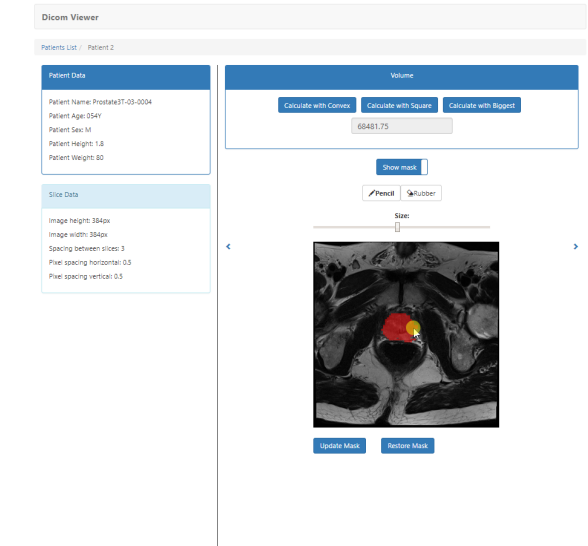 Dicom Viewer
Patients List / Patient 2
Patient Data
Patient Name: Prostate3T-03-0004
Patient Age: 054Y
Patient Sex: M
Patient Height: 1.8
Patient Weight: 80
Slice Data
Image height: 384px
Image width: 384px
Spacing between slices: 3
Pixel spacing horizontal: 0.5
Pixel spacing vertical: 0.5
Volume
Calculate with Convex Calculate with Square Calculate with Biggest
68481.75
Show mask
Pencil Rubber
Size:
Update Mask Restore Mask